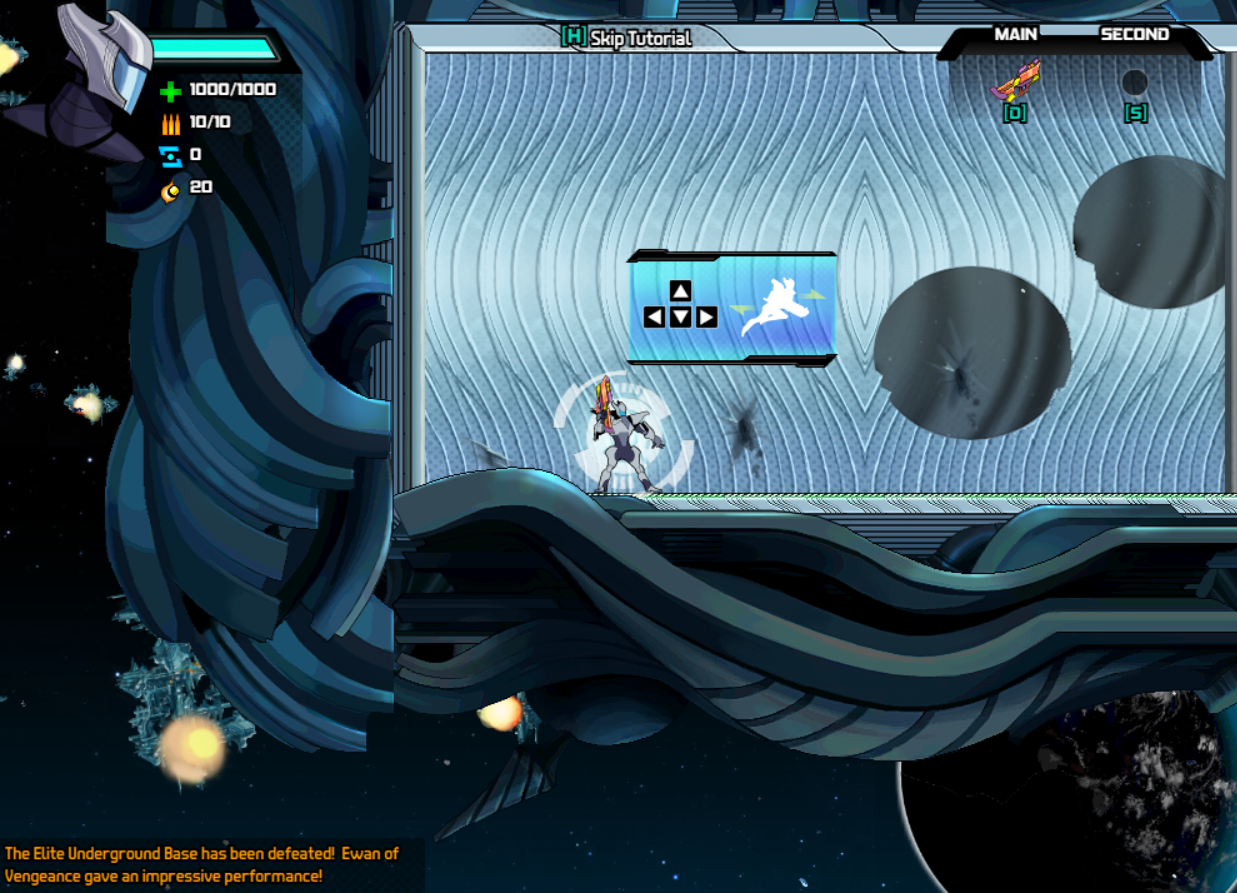 [H] Skip Tutorial
MAIN SECOND
[D] [S]
1000/1000
10/10
0
20
The Elite Underground Base has been defeated! Ewan of
Vengeance gave an impressive performance!